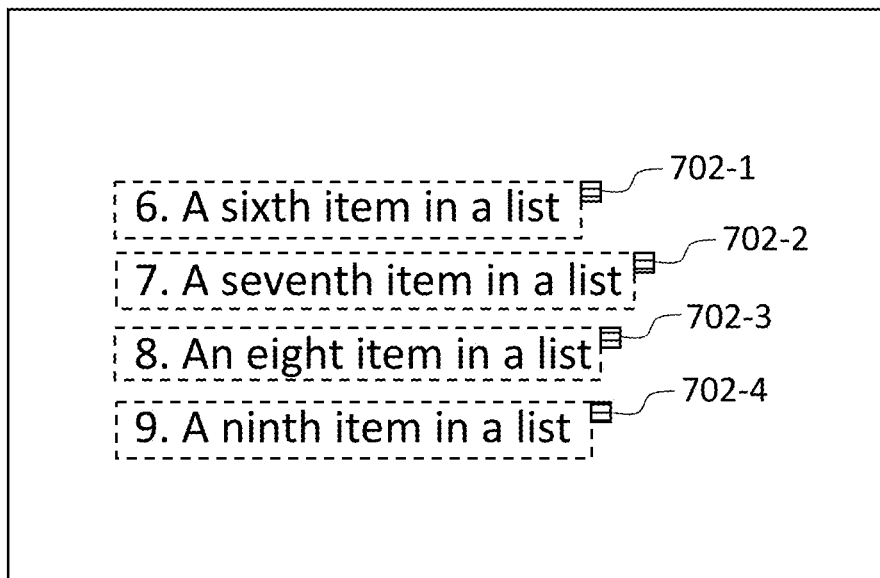 6. A sixth item in a list
702-1
7. A seventh item in a list
702-2
8. An eight item in a list
702-3
9. A ninth item in a list
702-4